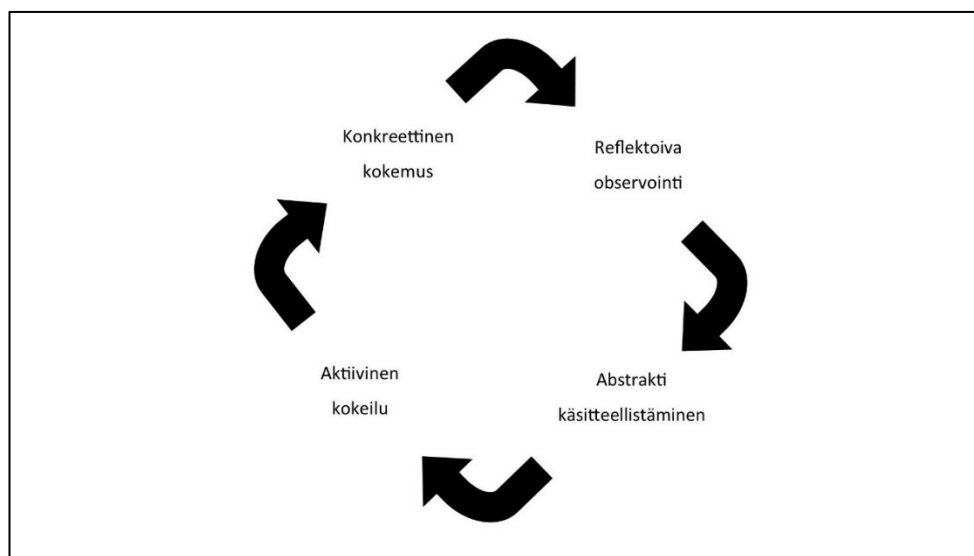 Konkreettinen
kokemus
Reflektoiva
observointi
Abstrakti
käsitteellistäminen
Aktiivinen
kokeilu